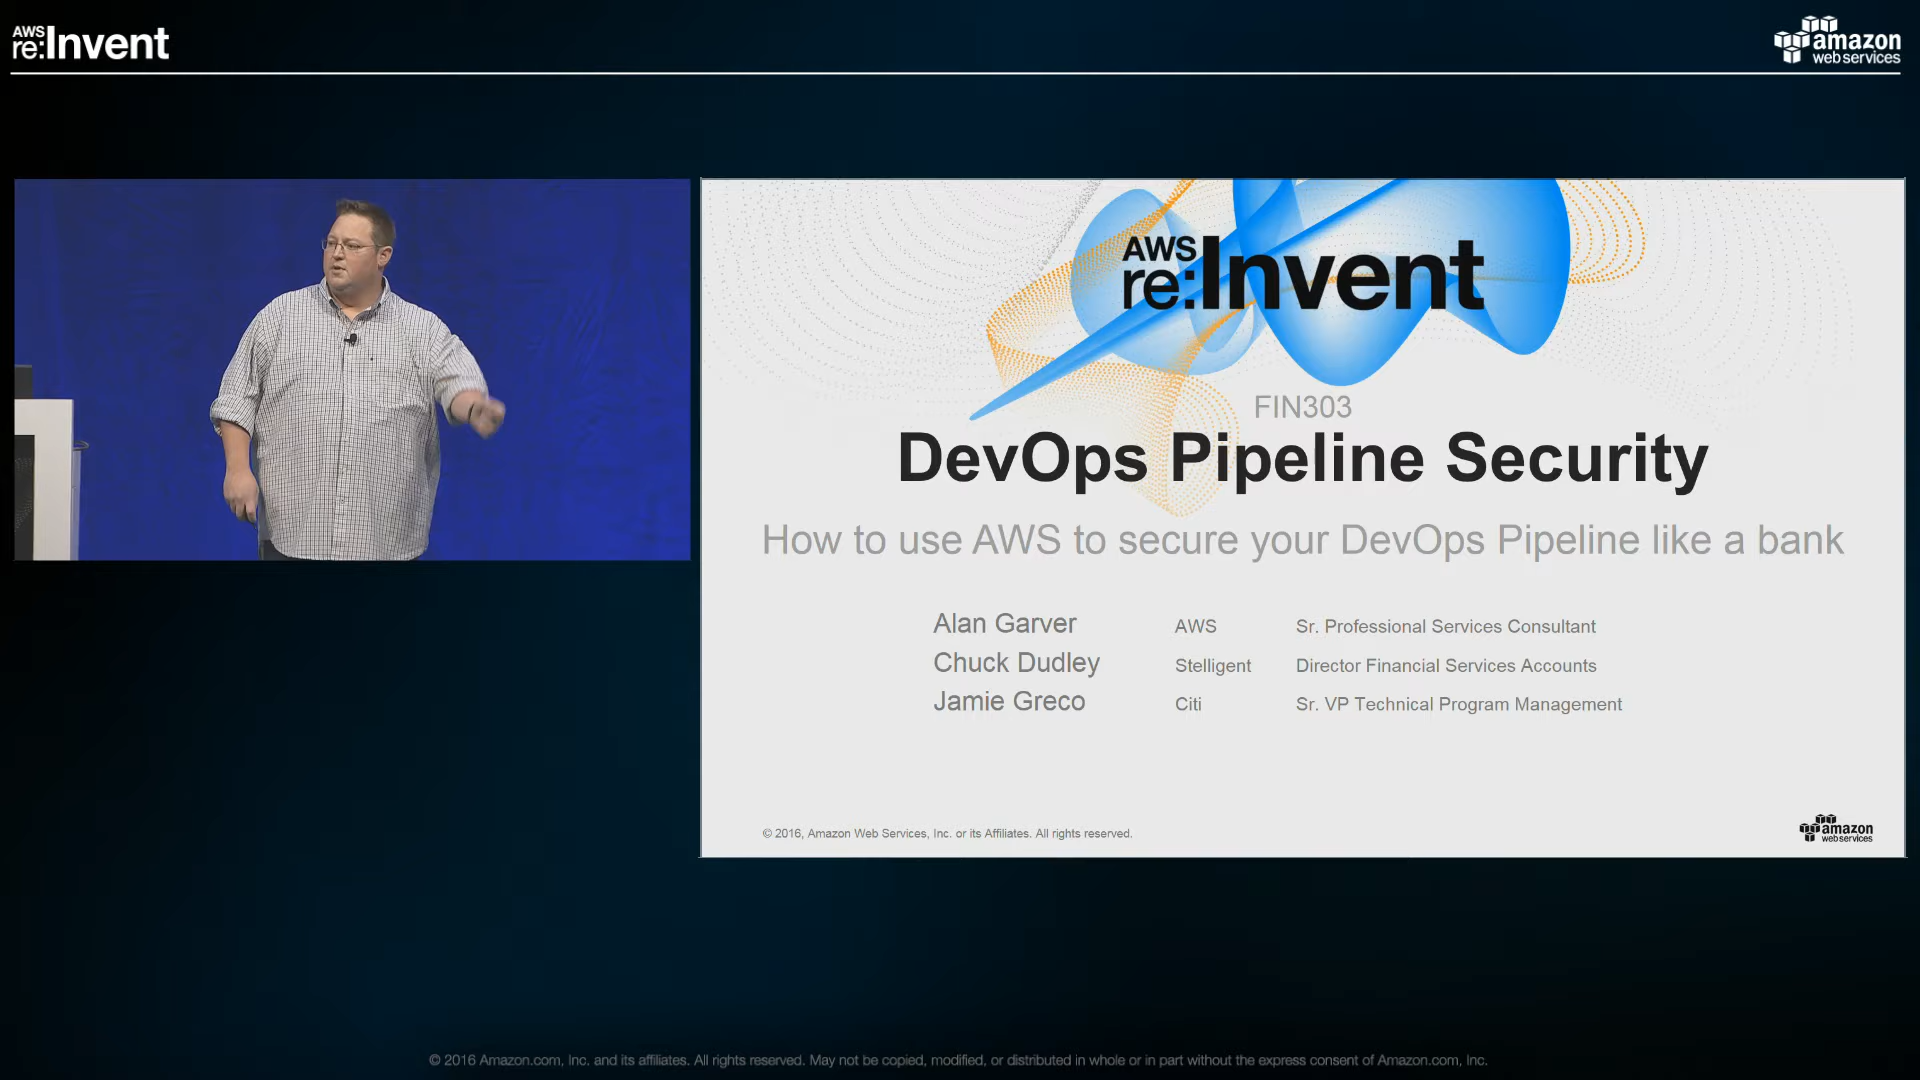 AWS
re:Invent
amazon
web services
AWS
re:Invent
FIN303
DevOps Pipeline Security
How to use AWS to secure your DevOps Pipeline like a bank
Alan Garver AWS Sr. Professional Services Consultant
Chuck Dudley Stelligent Director Financial Services Accounts
Jamie Greco Citi Sr. VP Technical Program Management
© 2016, Amazon Web Services, Inc. or its Affiliates. All rights reserved.
amazon
web services
© 2016 Amazon.com, Inc. and its affiliates. All rights reserved. May not be copied, modified, or distributed in whole or in part without the express consent of Amazon.com, Inc.